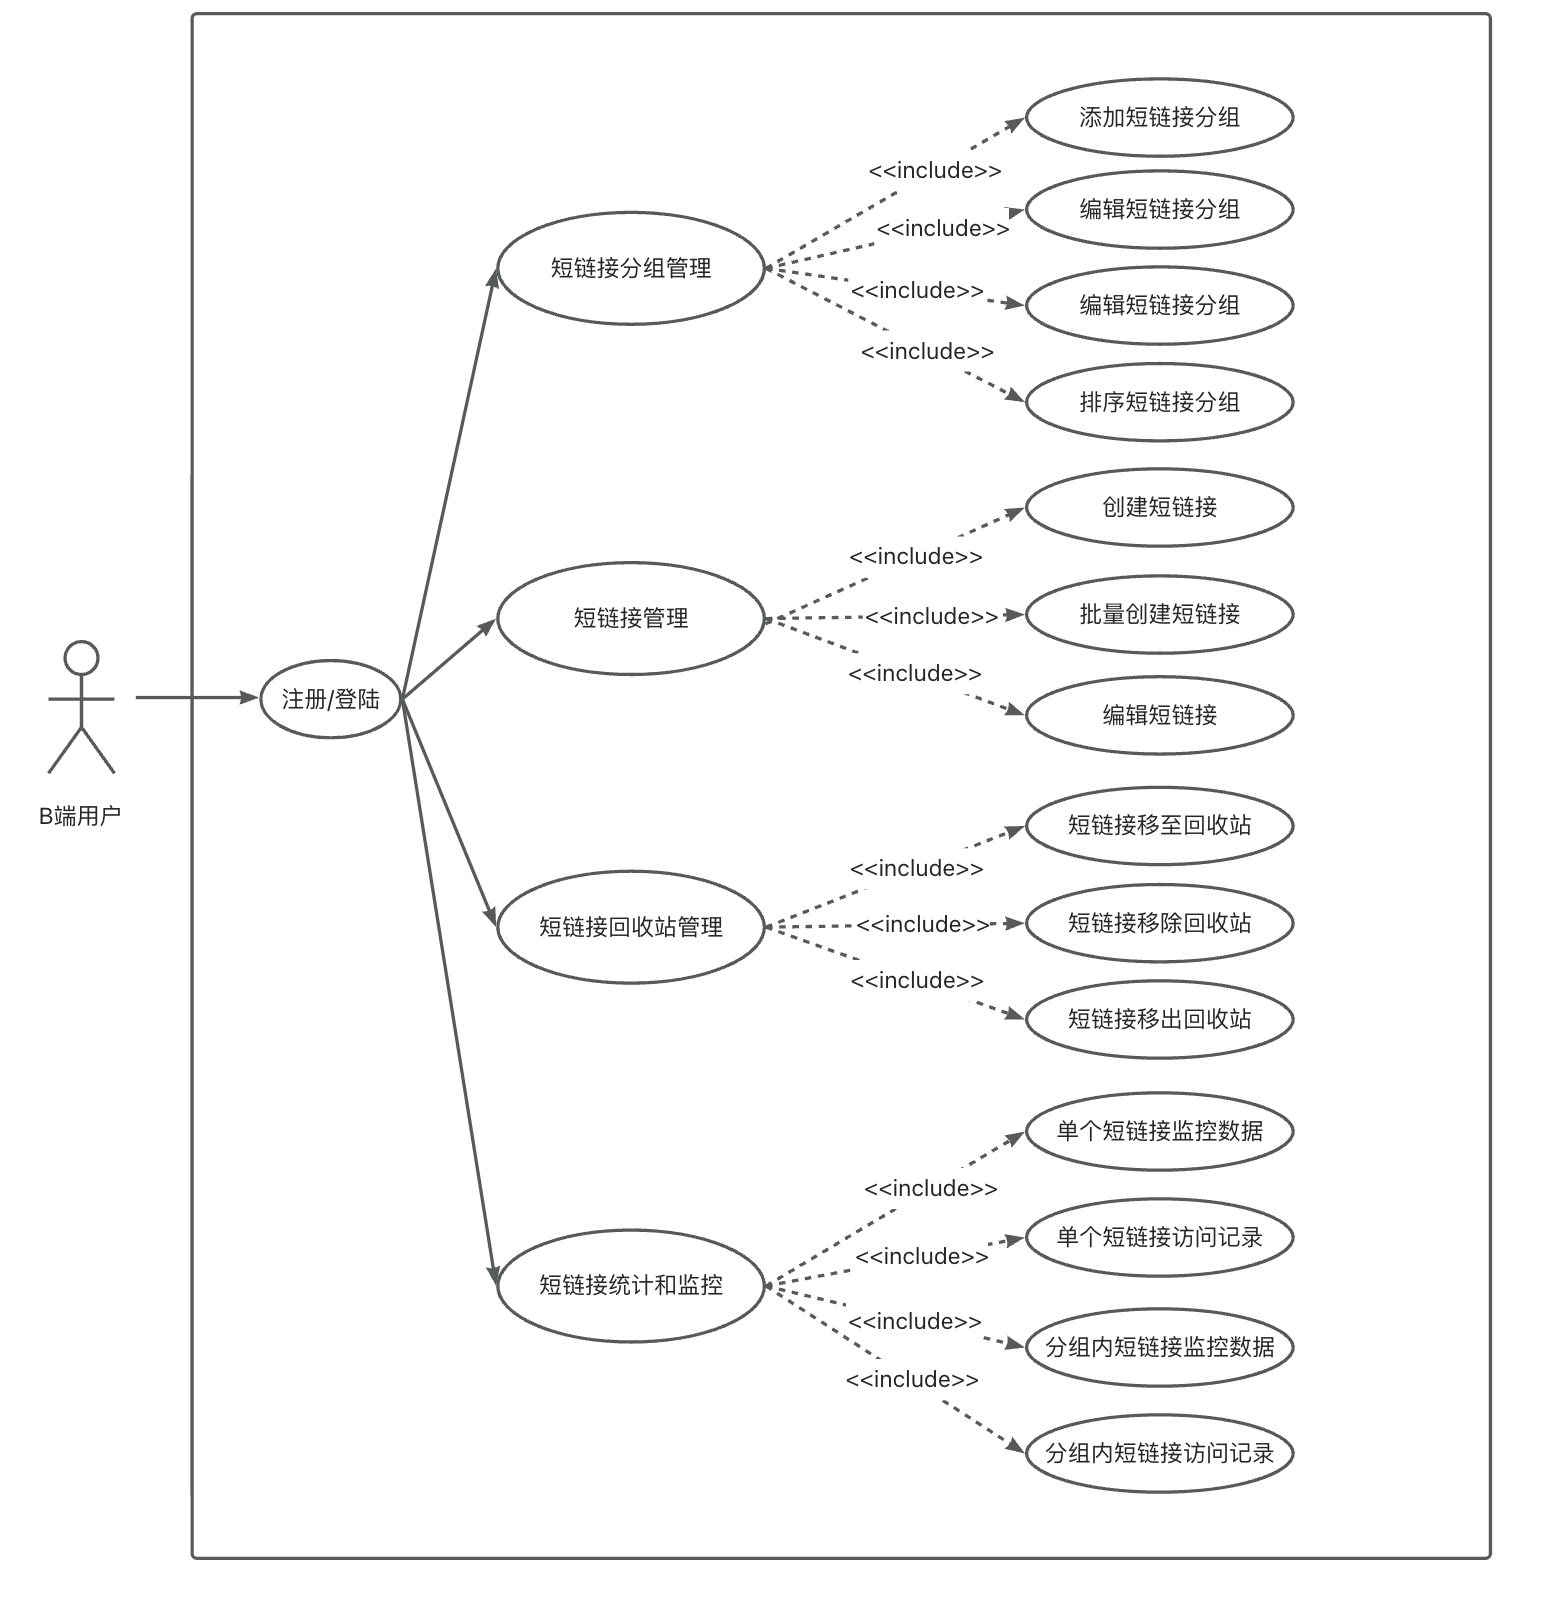 添加短链接分组
<<include>>
编辑短链接分组
<<include>>
短链接分组管理
<<include>>
编辑短链接分组
<<include>>
排序短链接分组
创建短链接
<<include>>
短链接管理
<<include>>
批量创建短链接
<<include>>
编辑短链接
注册/登陆
B端用户
短链接移至回收站
<<include>>
短链接回收站管理
<<include>>
短链接移除回收站
<<include>>
短链接移出回收站
单个短链接监控数据
<<include>>
单个短链接访问记录
<<include>>
短链接统计和监控
<<include>>
分组内短链接监控数据
<<include>>
分组内短链接访问记录